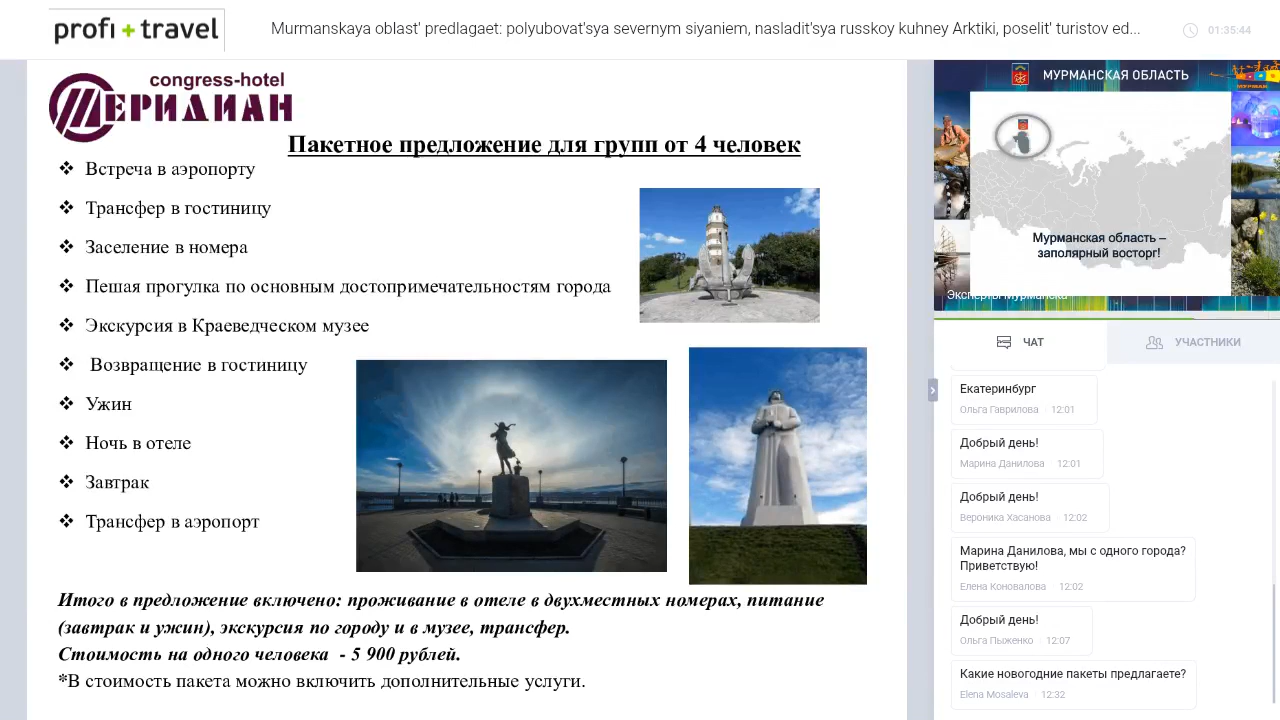 profi + travel
Murmanskaya oblast' predlagaet: polyubovat'sya severnym siyaniem, nasladit'sya russkoy kuhney Arktiki, poselit' turistov ed...
01:35:44
congress-hotel
МЕРИДИАН
Пакетное предложение для групп от 4 человек
❖ Встреча в аэропорту
❖ Трансфер в гостиницу
❖ Заселение в номера
❖ Пешая прогулка по основным достопримечательностям города
❖ Экскурсия в Краеведческом музее
❖ Возвращение в гостиницу
❖ Ужин
❖ Ночь в отеле
❖ Завтрак
❖ Трансфер в аэропорт
Итого в предложение включено: проживание в отеле в двухместных номерах, питание
(завтрак и ужин), экскурсия по городу и в музее, трансфер.
Стоимость на одного человека - 5 900 рублей.
*В стоимость пакета можно включить дополнительные услуги.
МУРМАНСКАЯ ОБЛАСТЬ
Мурманская область –
заполярный восторг!
Эксперты Мурманска
ЧАТ
УЧАСТНИКИ
Екатеринбург
Ольга Гаврилова 12:01
Добрый день!
Марина Данилова 12:01
Добрый день!
Вероника Хасанова 12:02
Марина Данилова, мы с одного города?
Приветствую!
Елена Коновалова 12:02
Добрый день!
Ольга Пыженко 12:07
Какие новогодние пакеты предлагаете?
Elena Mosaleva 12:32